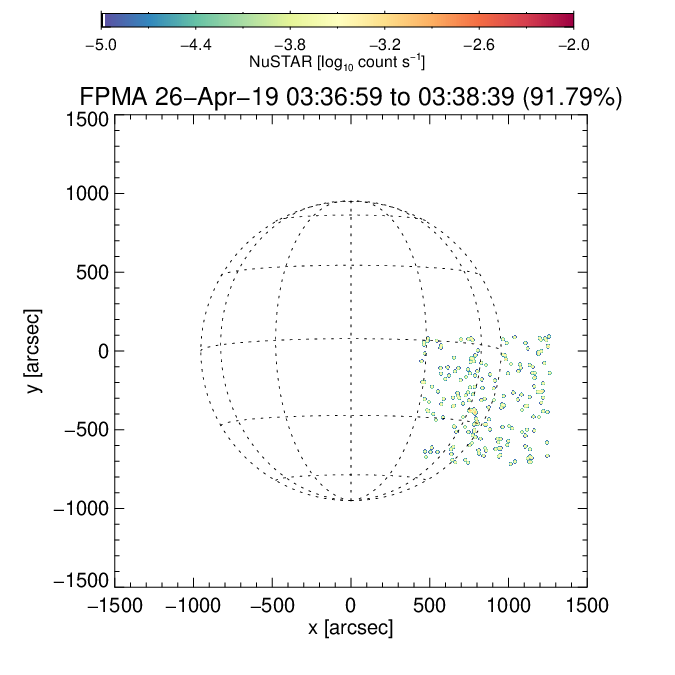 −5.0 −4.4 −3.8 −3.2 −2.6 −2.0
NuSTAR [log₁₀ count s⁻¹]
FPMA 26−Apr−19 03:36:59 to 03:38:39 (91.79%)
1500
1000
500
0
−500
−1000
−1500
y [arcsec]
−1500 −1000 −500 0 500 1000 1500
x [arcsec]